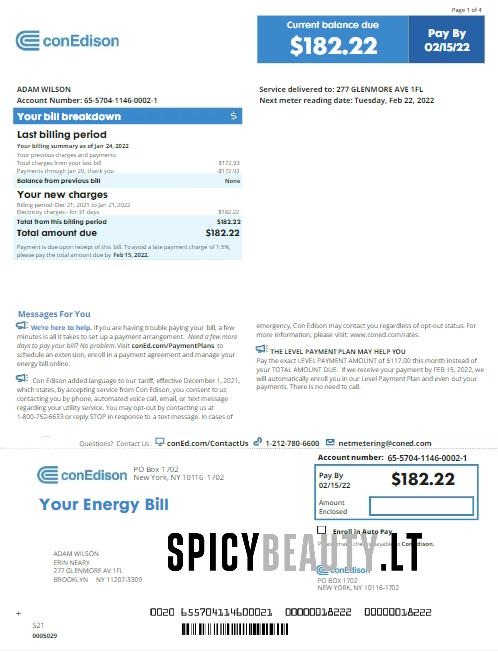 Page 1 of 4
conEdison
Current balance due
$182.22
Pay By
02/15/22
ADAM WILSON
Account Number: 65-5704-1146-0002-1
Service delivered to: 277 GLENMORE AVE 1FL
Next meter reading date: Tuesday, Feb 22, 2022
Your bill breakdown $
Last billing period
Your billing summary as of Jan 24, 2022
Your previous charges and payments
Total charges from your last bill $172.93
Payments through Jan 20, thank you -$172.93
Balance from previous bill None
Your new charges
Billing period: Dec 21, 2021 to Jan 21, 2022
Electricity charges - for 31 days $182.22
Total from this billing period $182.22
Total amount due $182.22
Payment is due upon receipt of this bill. To avoid a late payment charge of 1.5%,
please pay the total amount due by Feb 15, 2022.
Messages For You
We're here to help. If you are having trouble paying your bill, a few
minutes is all it takes to set up a payment arrangement. Need a few more
days to pay your bill? No problem. Visit conEd.com/PaymentPlans to
schedule an extension, enroll in a payment agreement and manage your
energy bill online.
Con Edison added language to our tariff, effective December 1, 2021,
which states, by accepting service from Con Edison, you consent to us
contacting you by phone, automated voice call, email, or text message
regarding your utility service. You may opt-out by contacting us at
1-800-752-6633 or reply STOP in response to a text message. In cases of
emergency, Con Edison may contact you regardless of opt-out status. For
more information, please visit: www.coned.com/rates.
THE LEVEL PAYMENT PLAN MAY HELP YOU
Pay the exact LEVEL PAYMENT AMOUNT of $117.00 this month instead of
your TOTAL AMOUNT DUE. If we receive your payment by FEB 15, 2022, we
will automatically enroll you in our Level Payment Plan and even out your
payments. There is no need to call.
Questions? Contact Us: conEd.com/ContactUs 1-212-780-6600 netmetering@coned.com
Account number: 65-5704-1146-0002-1
conEdison
PO Box 1702
New York, NY 10116-1702
Pay By
02/15/22
$182.22
Amount
Enclosed
Your Energy Bill
Enroll in Auto Pay
SPICYBEAUTY.LT
ADAM WILSON
ERIN NEARY
277 GLENMORE AV 1FL
BROOKLYN NY 11207-3309
conEdison
PO BOX 1702
NEW YORK, NY 10116-1702
0020 655704114600021 00000018222 00000018222
S21
0005029